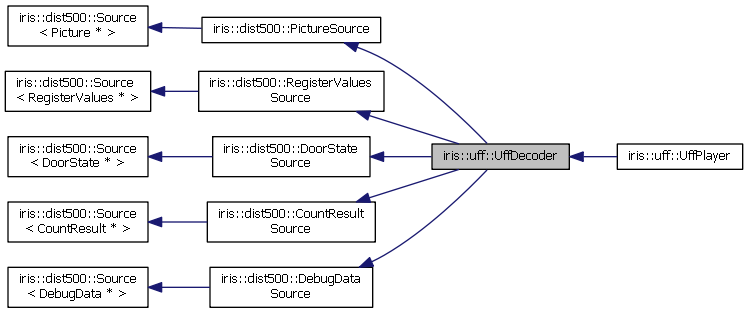 iris::dist500::Source
< Picture * >
iris::dist500::PictureSource
iris::dist500::Source
< RegisterValues * >
iris::dist500::RegisterValues
Source
iris::dist500::Source
< DoorState * >
iris::dist500::DoorState
Source
iris::uff::UffDecoder
iris::uff::UffPlayer
iris::dist500::Source
< CountResult * >
iris::dist500::CountResult
Source
iris::dist500::Source
< DebugData * >
iris::dist500::DebugData
Source